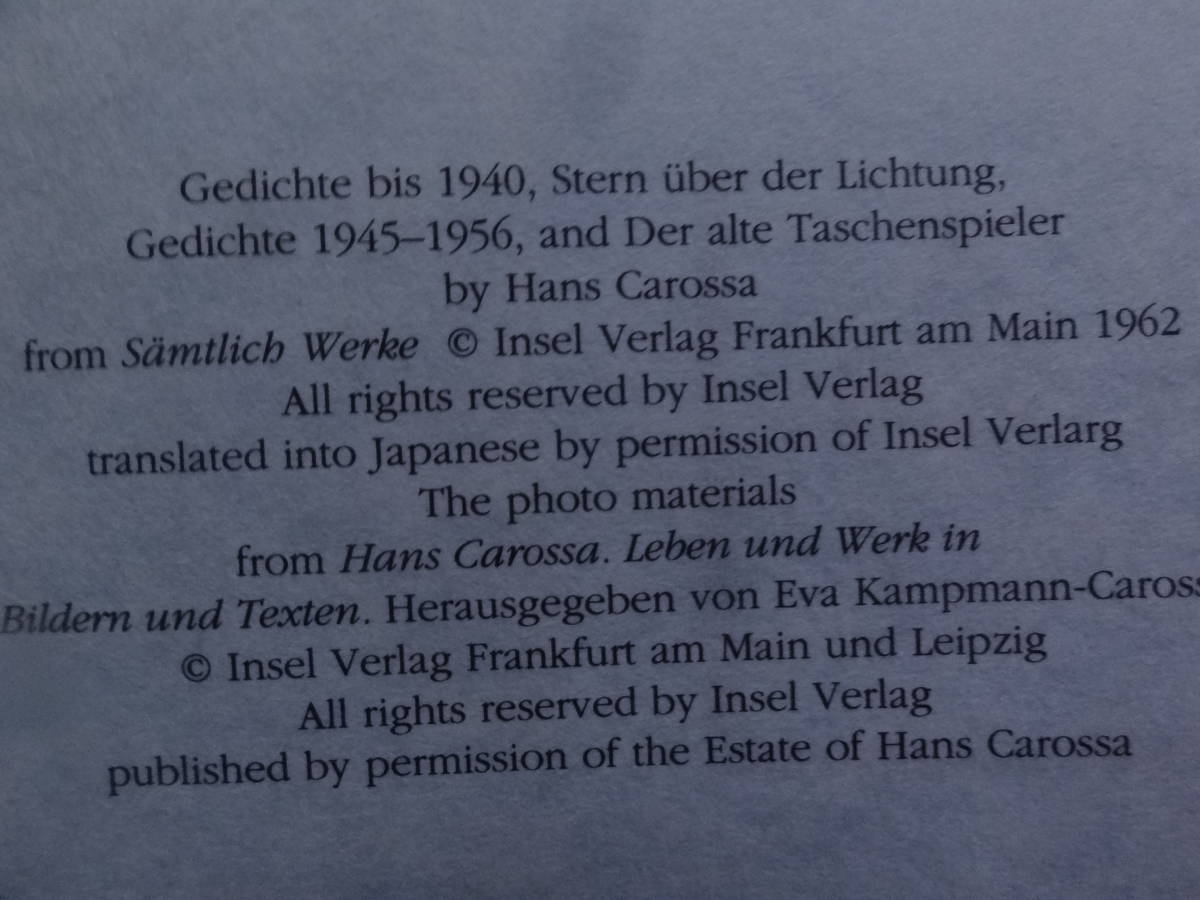 Gedichte bis 1940, Stern über der Lichtung,
Gedichte 1945–1956, and Der alte Taschenspieler
by Hans Carossa
from Sämtlich Werke © Insel Verlag Frankfurt am Main 1962
All rights reserved by Insel Verlag
translated into Japanese by permission of Insel Verlarg
The photo materials
from Hans Carossa. Leben und Werk in
Bildern und Texten. Herausgegeben von Eva Kampmann-Caross
© Insel Verlag Frankfurt am Main und Leipzig
All rights reserved by Insel Verlag
published by permission of the Estate of Hans Carossa